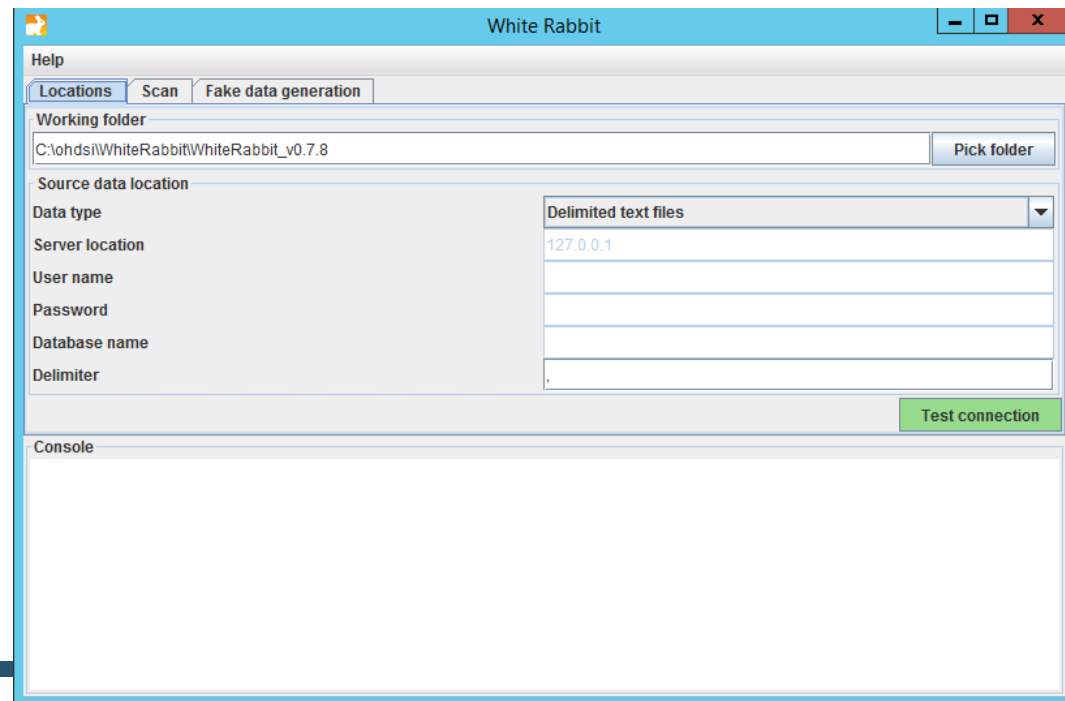 White Rabbit
Help
Locations Scan Fake data generation
Working folder
C:\ohdsi\WhiteRabbit\WhiteRabbit_v0.7.8 Pick folder
Source data location
Data type Delimited text files
Server location 127.0.0.1
User name
Password
Database name
Delimiter ,
Test connection
Console